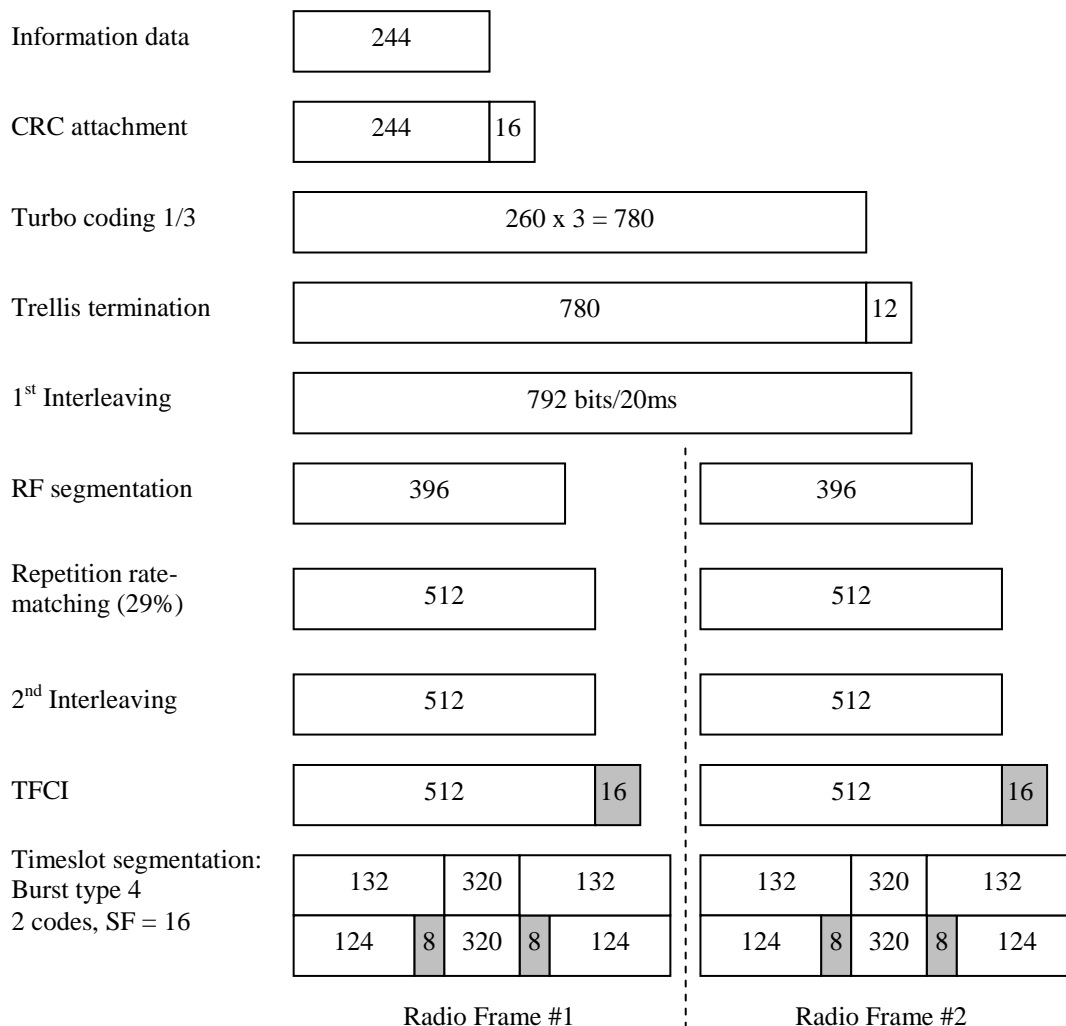 Information data
244
CRC attachment
244 16
Turbo coding 1/3
260 x 3 = 780
Trellis termination
780 12
1st Interleaving
792 bits/20ms
RF segmentation
396 396
Repetition rate-
matching (29%)
512 512
2nd Interleaving
512 512
TFCI
512 16 512 16
Timeslot segmentation:
Burst type 4
2 codes, SF = 16
132 320 132 132 320 132
124 8 320 8 124 124 8 320 8 124
Radio Frame #1 Radio Frame #2